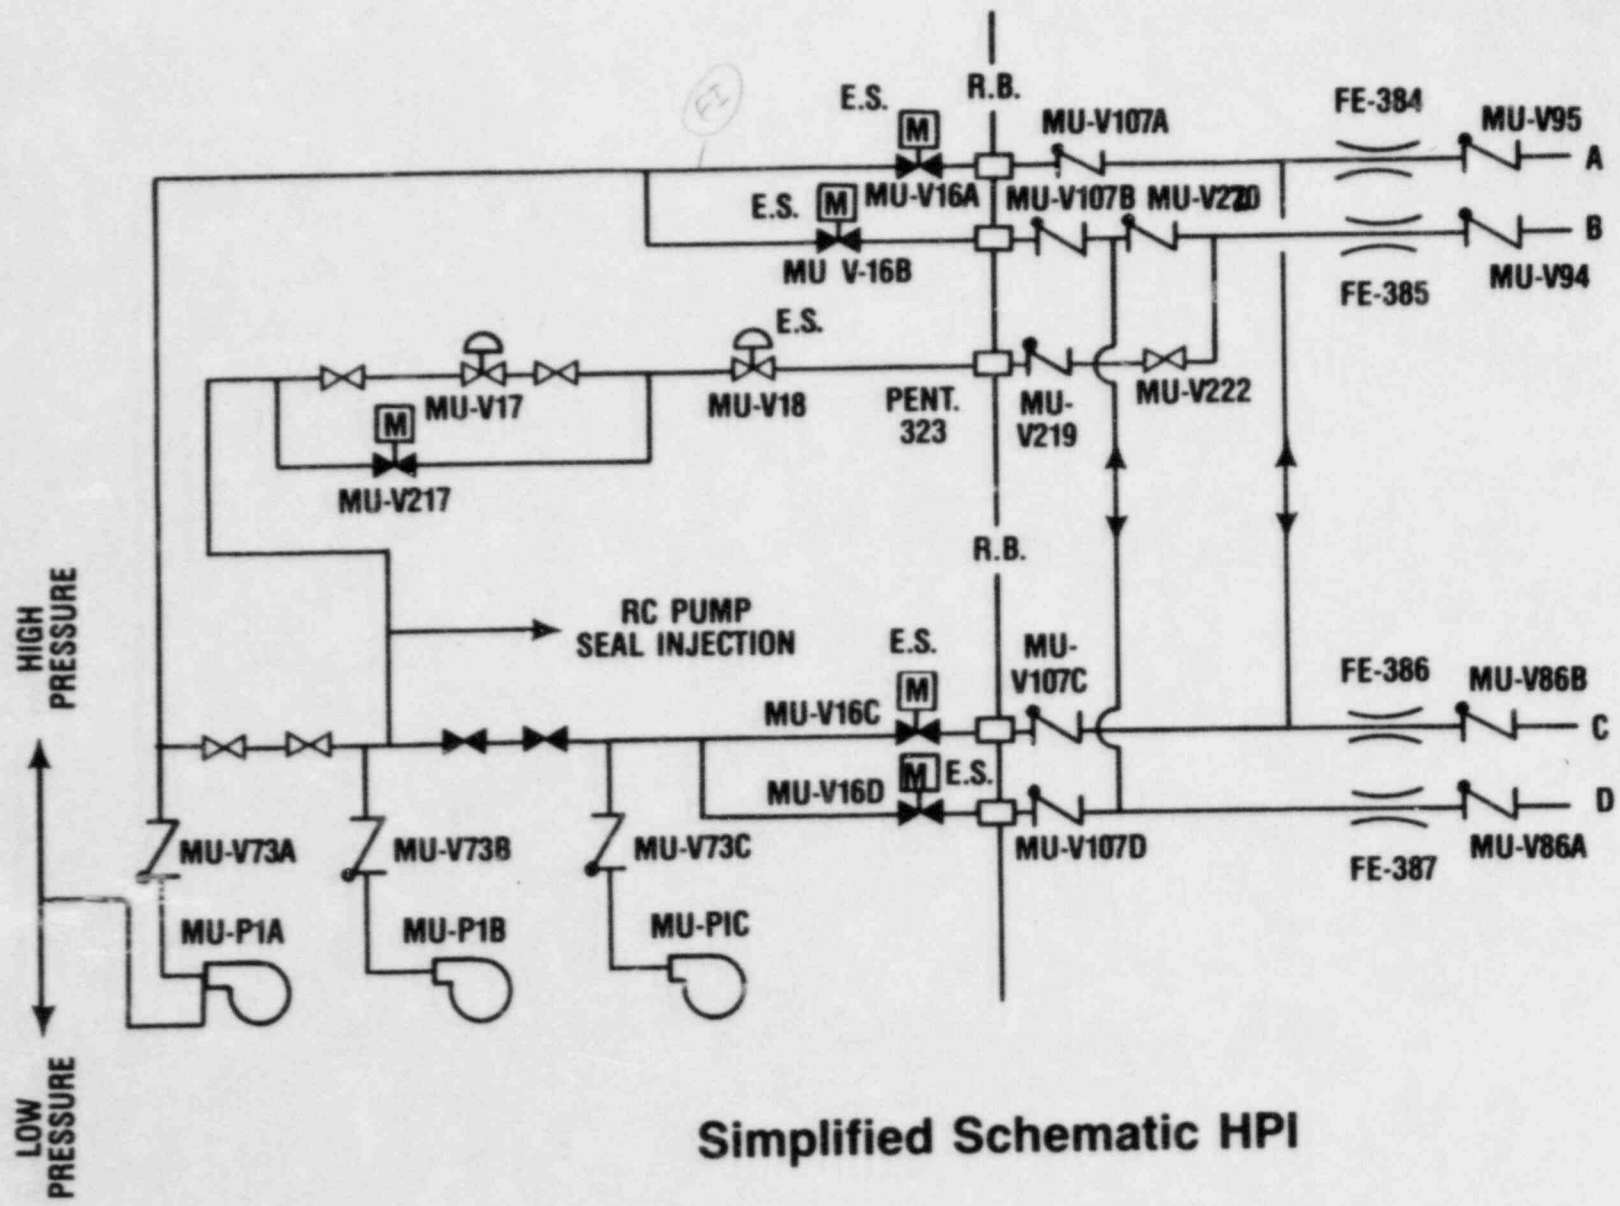 R.B.
E.S.
M
MU-V16A
MU-V107A
FE-384
MU-V95
A
E.S.
M
MU V-16B
MU-V107B
MU-V220
FE-385
MU-V94
B
E.S.
MU-V17
M
MU-V217
MU-V18
PENT.
323
MU-
V219
MU-V222
R.B.
HIGH
PRESSURE
RC PUMP
SEAL INJECTION
E.S.
M
MU-V16C
MU-
V107C
FE-386
MU-V86B
C
M
E.S.
MU-V16D
MU-V107D
FE-387
MU-V86A
D
MU-V73A
MU-V73B
MU-V73C
MU-P1A
MU-P1B
MU-PIC
LOW
PRESSURE
Simplified Schematic HPI